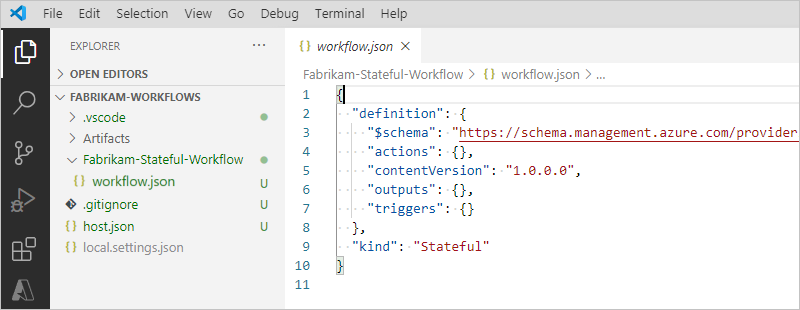 File Edit Selection View Go Debug Terminal Help
EXPLORER ...
OPEN EDITORS
FABRIKAM-WORKFLOWS
.vscode
Artifacts
Fabrikam-Stateful-Workflow
{} workflow.json U
.gitignore U
{} host.json U
{} local.settings.json
{} workflow.json ×
Fabrikam-Stateful-Workflow > {} workflow.json > ...
1 {
2 "definition": {
3 "$schema": "https://schema.management.azure.com/provider
4 "actions": {},
5 "contentVersion": "1.0.0.0",
6 "outputs": {},
7 "triggers": {}
8 },
9 "kind": "Stateful"
10 }
11